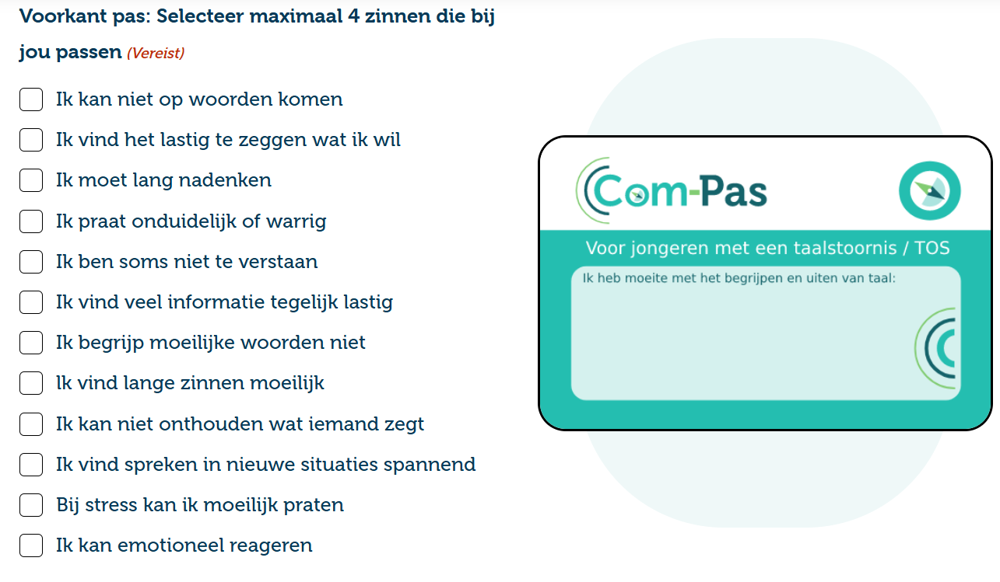 Voorkant pas: Selecteer maximaal 4 zinnen die bij
jou passen (Vereist)
Ik kan niet op woorden komen
Ik vind het lastig te zeggen wat ik wil
Ik moet lang nadenken
Ik praat onduidelijk of warrig
Ik ben soms niet te verstaan
Ik vind veel informatie tegelijk lastig
Ik begrijp moeilijke woorden niet
lk vind lange zinnen moeilijk
Ik kan niet onthouden wat iemand zegt
Ik vind spreken in nieuwe situaties spannend
Bij stress kan ik moeilijk praten
Ik kan emotioneel reageren
Com-Pas
Voor jongeren met een taalstoornis / TOS
Ik heb moeite met het begrijpen en uiten van taal: